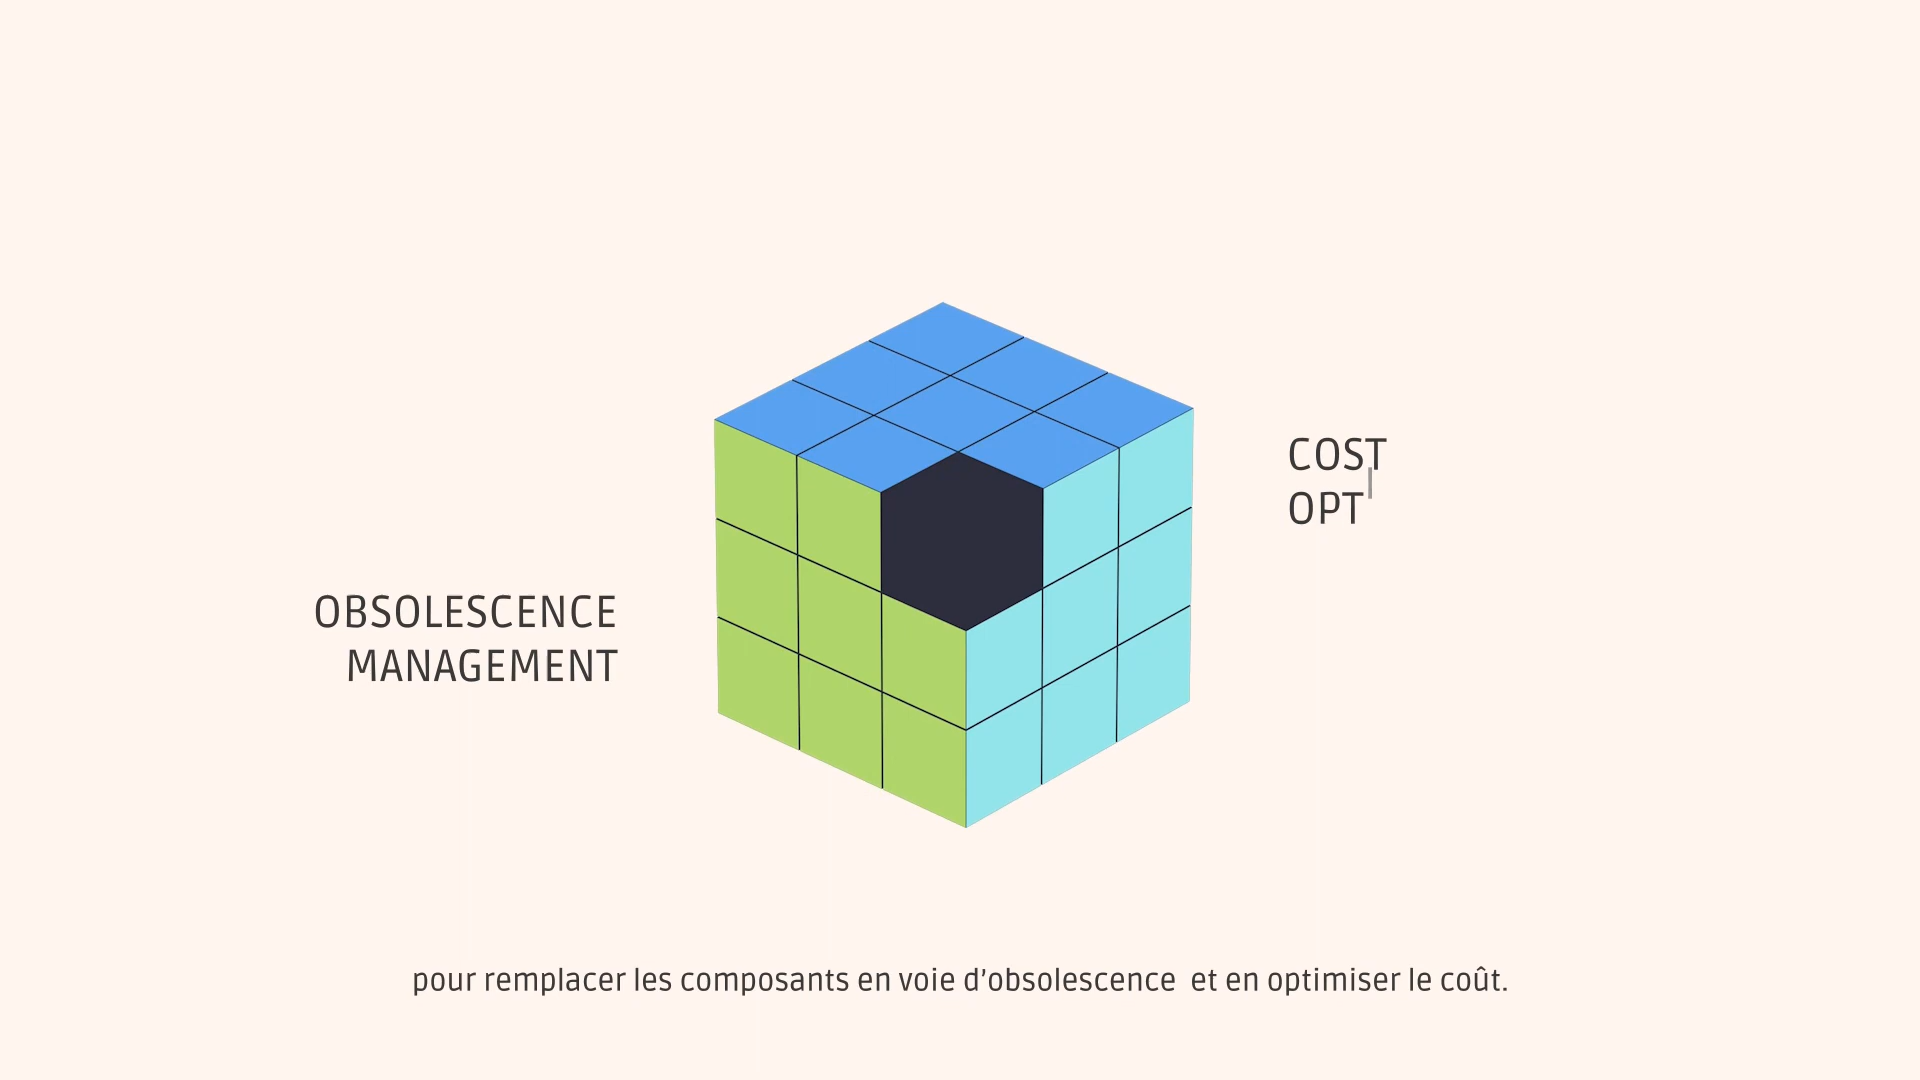 COST
OPT
OBSOLESCENCE
MANAGEMENT
pour remplacer les composants en voie d’obsolescence et en optimiser le coût.